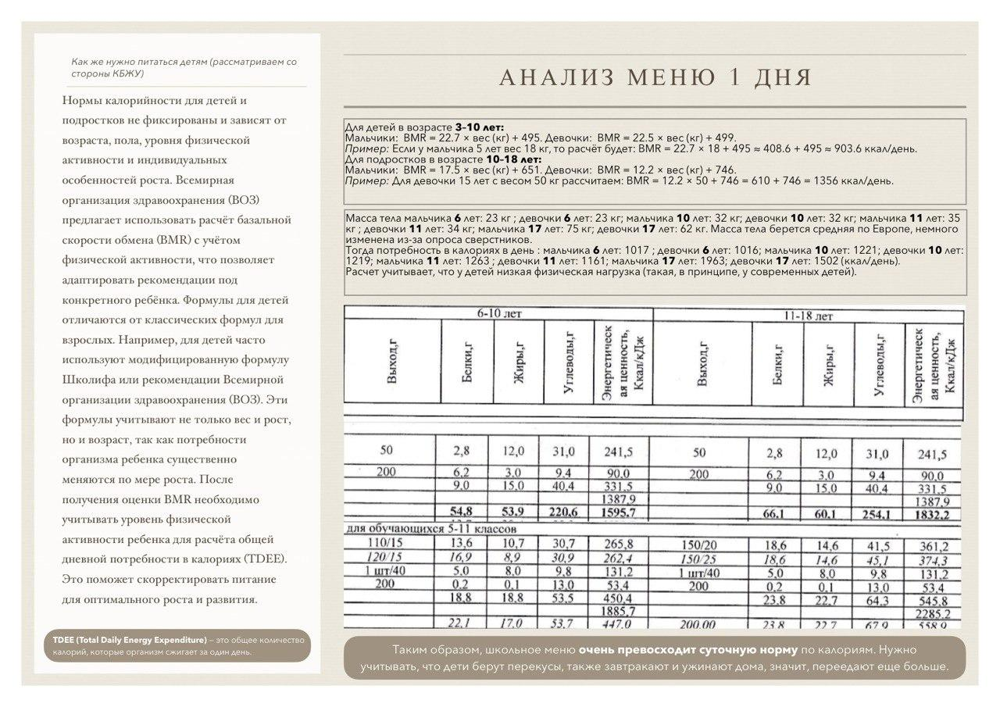 Как же нужно питаться детям (рассматриваем со
стороны КБЖУ)
Нормы калорийности для детей и
подростков не фиксированы и зависят от
возраста, пола, уровня физической
активности и индивидуальных
особенностей роста. Всемирная
организация здравоохранения (ВОЗ)
предлагает использовать расчёт базальной
скорости обмена (BMR) с учётом
физической активности, что позволяет
адаптировать рекомендации под
конкретного ребёнка. Формулы для детей
отличаются от классических формул для
взрослых. Например, для детей часто
используют модифицированную формулу
Школифа или рекомендации Всемирной
организации здравоохранения (ВОЗ). Эти
формулы учитывают не только вес и рост,
но и возраст, так как потребности
организма ребенка существенно
меняются по мере роста. После
получения оценки BMR необходимо
учитывать уровень физической
активности ребенка для расчёта общей
дневной потребности в калориях (TDEE).
Это поможет скорректировать питание
для оптимального роста и развития.
TDEE (Total Daily Energy Expenditure) – это общее количество
калорий, которые организм сжигает за один день.
АНАЛИЗ МЕНЮ 1 ДНЯ
Для детей в возрасте 3–10 лет:
Мальчики: BMR = 22.7 × вес (кг) + 495. Девочки: BMR = 22.5 × вес (кг) + 499.
Пример: Если у мальчика 5 лет вес 18 кг, то расчёт будет: BMR = 22.7 × 18 + 495 ≈ 408.6 + 495 ≈ 903.6 ккал/день.
Для подростков в возрасте 10–18 лет:
Мальчики: BMR = 17.5 × вес (кг) + 651. Девочки: BMR = 12.2 × вес (кг) + 746.
Пример: Для девочки 15 лет с весом 50 кг рассчитаем: BMR = 12.2 × 50 + 746 = 610 + 746 = 1356 ккал/день.
Масса тела мальчика 6 лет: 23 кг ; девочки 6 лет: 23 кг; мальчика 10 лет: 32 кг; девочки 10 лет: 32 кг; мальчика 11 лет: 35
кг ; девочки 11 лет: 34 кг; мальчика 17 лет: 75 кг; девочки 17 лет: 62 кг. Масса тела берется средняя по Европе, немного
изменена из-за опроса сверстников.
Тогда потребность в калориях в день : мальчика 6 лет: 1017 ; девочки 6 лет: 1016; мальчика 10 лет: 1221; девочки 10 лет:
1219; мальчика 11 лет: 1263 ; девочки 11 лет: 1161; мальчика 17 лет: 1963; девочки 17 лет: 1502 (ккал/день).
Расчет учитывает, что у детей низкая физическая нагрузка (такая, в принципе, у современных детей).
6-10 лет 11-18 лет
Выход,г Белки,г Жиры,г Углеводы,г Энергетическ ая ценность, Ккал/кДж Выход,г Белки,г Жиры,г Углеводы,г Энергетическ ая ценность, Ккал/кДж
50 2,8 12,0 31,0 241,5 50 2,8 12,0 31,0 241,5
200 6,2 3,0 9,4 90,0 200 6,2 3,0 9,4 90,0
9,0 15,0 40,4 331,5 9,0 15,0 40,4 331,5
1387,9 1387,9
54,8 53,9 220,6 1595,7 66,1 60,1 254,1 1832,2
для обучающихся 5-11 классов
110/15 13,6 10,7 30,7 265,8 150/20 18,6 14,6 41,5 361,2
120/15 16,9 8,9 30,9 262,4 150/25 18,6 14,6 45,1 374,3
1 шт/40 5,0 8,0 9,8 131,2 1 шт/40 5,0 8,0 9,8 131,2
200 0,2 0,1 13,0 53,4 200 0,2 0,1 13,0 53,4
18,8 18,8 53,5 450,4 23,8 22,7 64,3 545,8
1885,7 2285,2
22,1 17,0 53,7 447,0 200,00 23,8 22,7 67,9 558,9
Таким образом, школьное меню очень превосходит суточную норму по калориям. Нужно
учитывать, что дети берут перекусы, также завтракают и ужинают дома, значит, переедают еще больше.